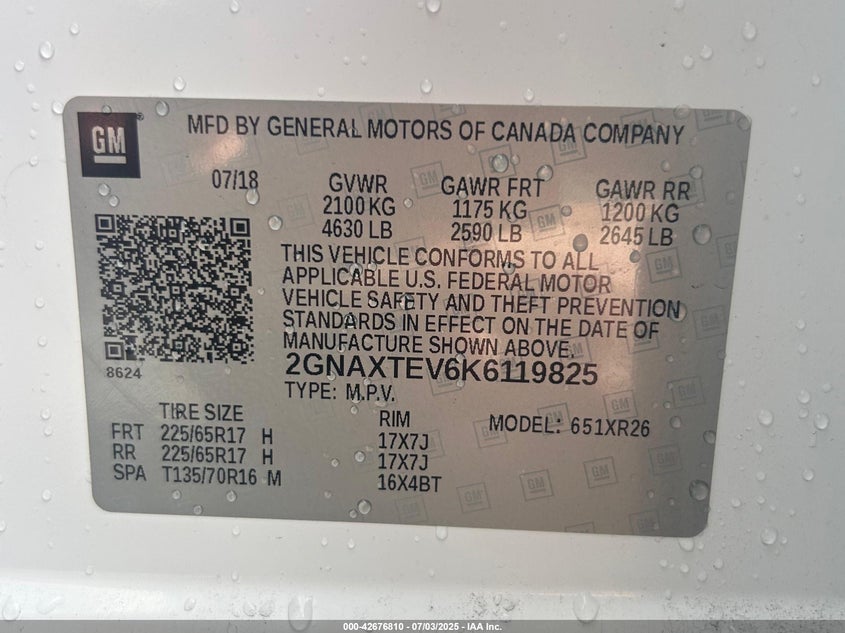 GM
MFD BY GENERAL MOTORS OF CANADA COMPANY
07/18 GVWR GAWR FRT GAWR RR
2100 KG 1175 KG 1200 KG
4630 LB 2590 LB 2645 LB
THIS VEHICLE CONFORMS TO ALL
APPLICABLE U.S. FEDERAL MOTOR
VEHICLE SAFETY AND THEFT PREVENTION
STANDARDS IN EFFECT ON THE DATE OF
MANUFACTURE SHOWN ABOVE.
8624 2GNAXTEV6K6119825
TYPE: M.P.V.
TIRE SIZE RIM MODEL: 651XR26
FRT 225/65R17 H 17X7J
RR 225/65R17 H 17X7J
SPA T135/70R16 M 16X4BT
000-42676810 - 07/03/2025 - IAA Inc.